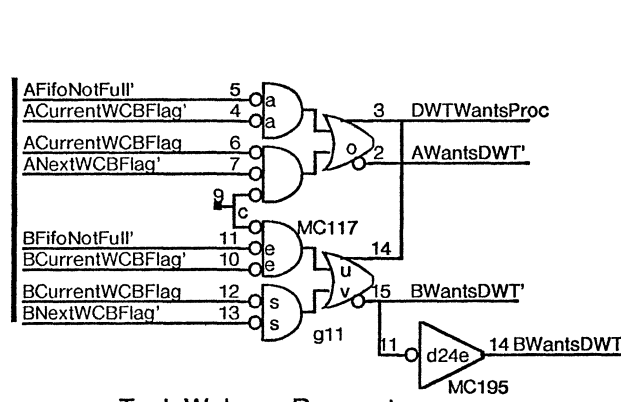 AFifoNotFull' 5 a 3 DWTWantsProc
ACurrentWCBFlag' 4 a
ACurrentWCBFlag 6 o 2 AWantsDWT'
ANextWCBFlag' 7
9
c MC117
BFifoNotFull' 11 e 14
BCurrentWCBFlag' 10 e u
BCurrentWCBFlag 12 s v 15 BWantsDWT'
BNextWCBFlag' 13 s g11
11 d24e 14 BWantsDWT
MC195